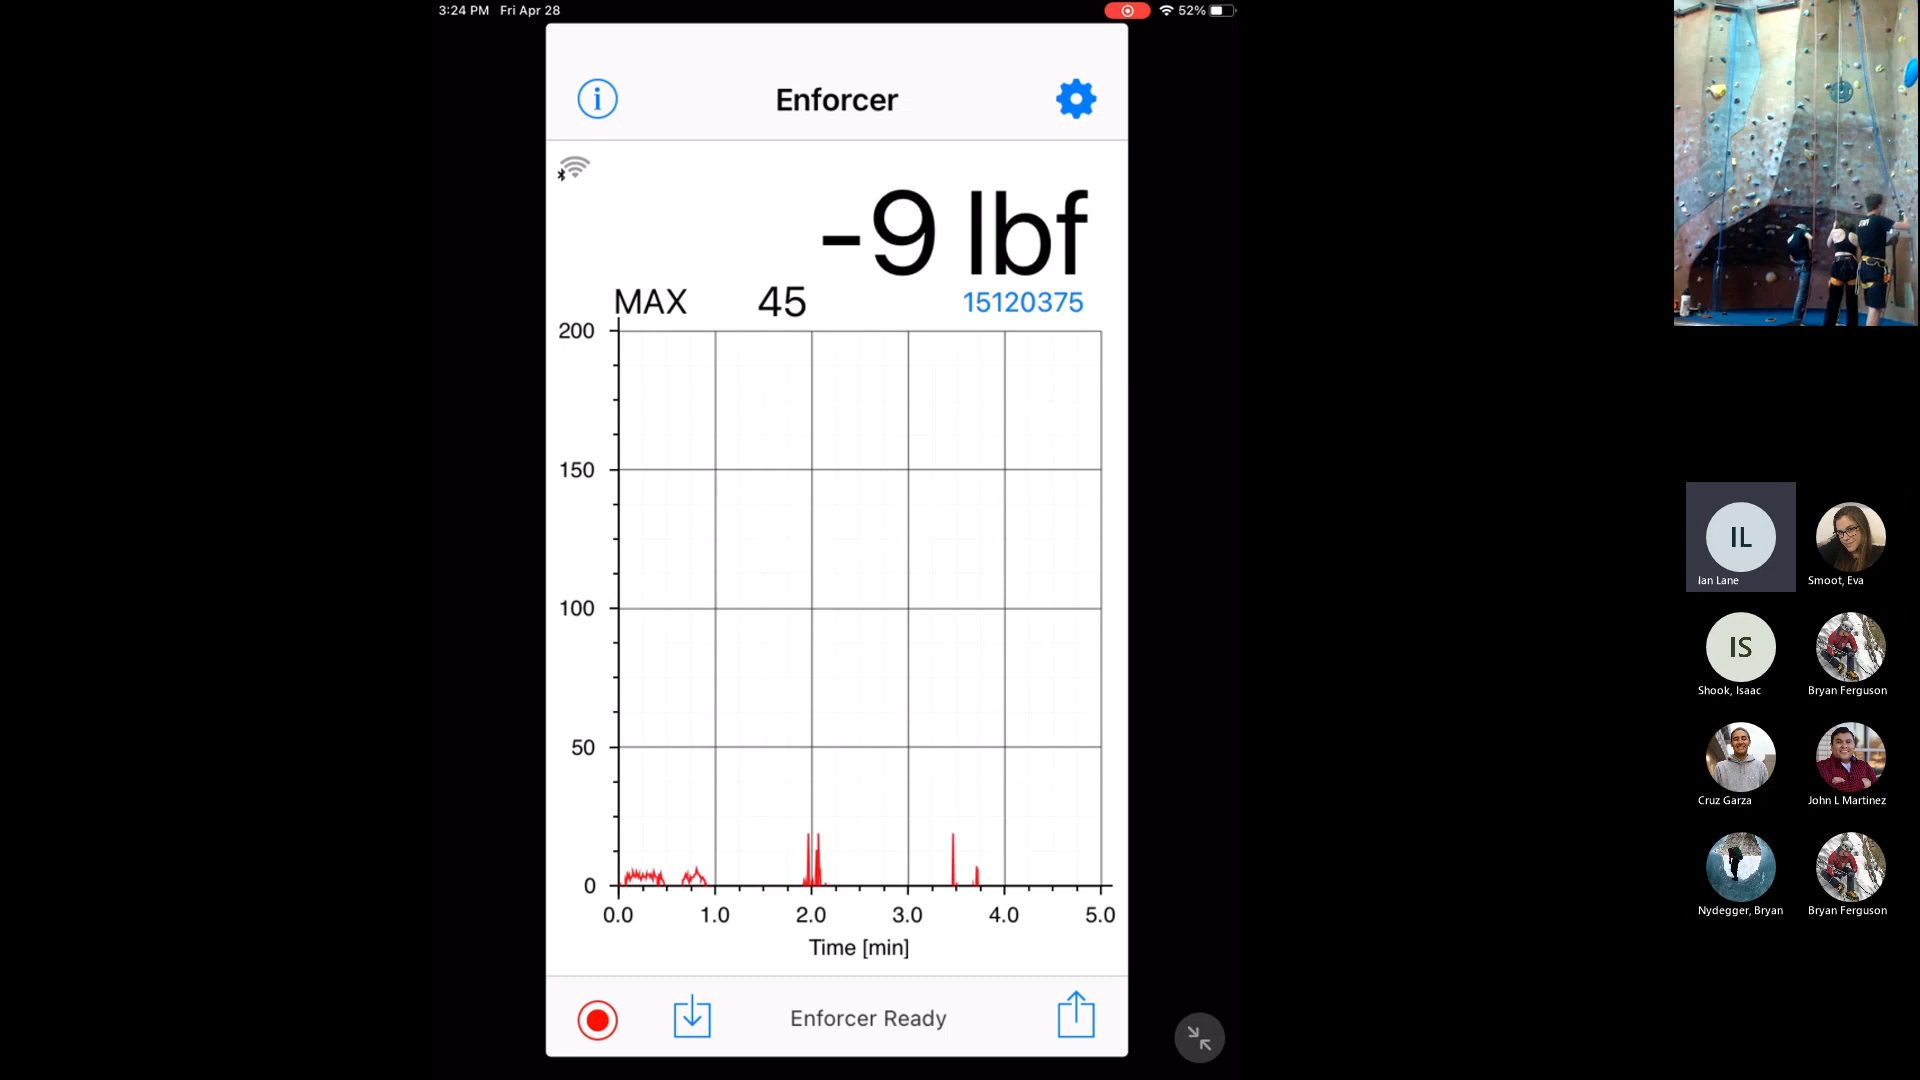 3:24 PM Fri Apr 28
52%
Enforcer
-9 lbf
MAX 45 15120375
200
150
100
50
0
0.0 1.0 2.0 3.0 4.0 5.0
Time [min]
Enforcer Ready
STAFF
IL
Ian Lane
Smoot, Eva
IS
Shook, Isaac
Bryan Ferguson
Cruz Garza
John L Martinez
Nydegger, Bryan
Bryan Ferguson